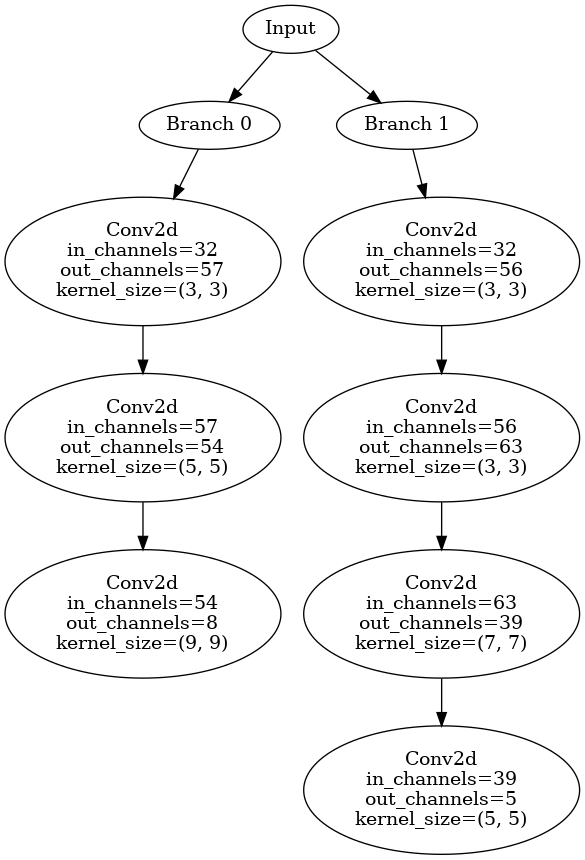 Input
Branch 0
Branch 1
Conv2d
in_channels=32
out_channels=57
kernel_size=(3, 3)
Conv2d
in_channels=32
out_channels=56
kernel_size=(3, 3)
Conv2d
in_channels=57
out_channels=54
kernel_size=(5, 5)
Conv2d
in_channels=56
out_channels=63
kernel_size=(3, 3)
Conv2d
in_channels=54
out_channels=8
kernel_size=(9, 9)
Conv2d
in_channels=63
out_channels=39
kernel_size=(7, 7)
Conv2d
in_channels=39
out_channels=5
kernel_size=(5, 5)